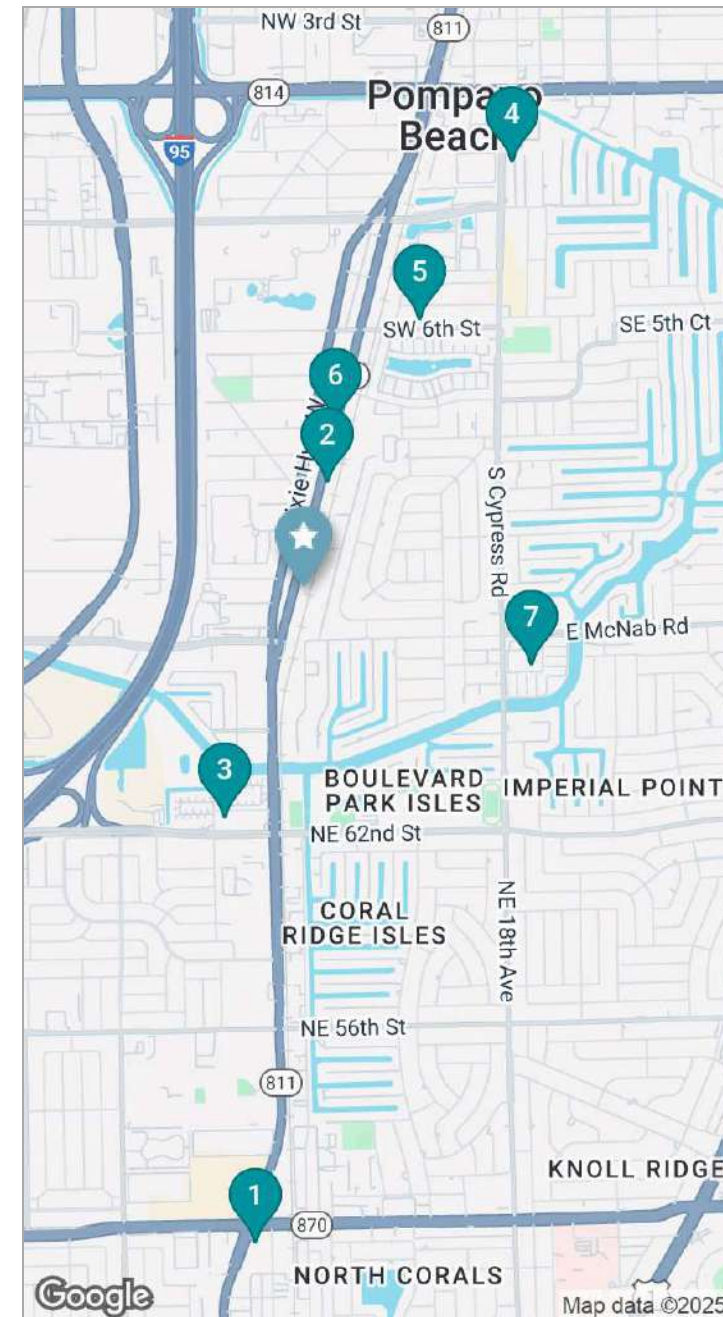 NW 3rd St
811
814
Pompano
Beach
4
95
5
SW 6th St
SE 5th Ct
6
2
S Cypress Rd
7
E McNab Rd
3
BOULEVARD
PARK ISLES
IMPERIAL POINT
NE 62nd St
CORAL
RIDGE ISLES
NE 18th Ave
NE 56th St
811
KNOLL RIDGE
1
870
NORTH CORALS
Google
Map data ©2025